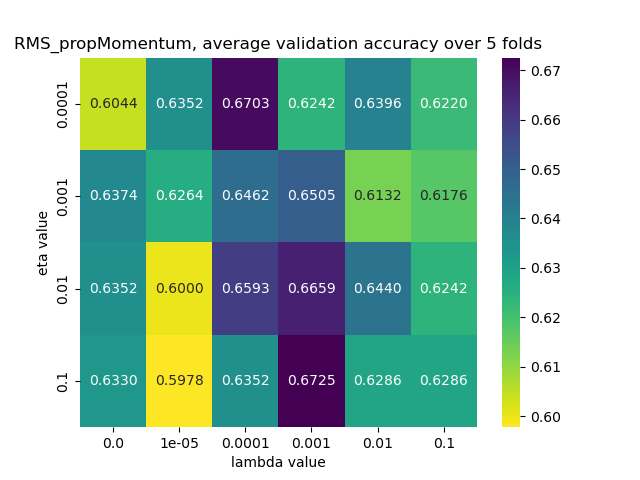 RMS_propMomentum, average validation accuracy over 5 folds
eta value
0.0001 0.6044 0.6352 0.6703 0.6242 0.6396 0.6220
0.001 0.6374 0.6264 0.6462 0.6505 0.6132 0.6176
0.01 0.6352 0.6000 0.6593 0.6659 0.6440 0.6242
0.1 0.6330 0.5978 0.6352 0.6725 0.6286 0.6286
0.0 1e-05 0.0001 0.001 0.01 0.1
lambda value
0.67
0.66
0.65
0.64
0.63
0.62
0.61
0.60